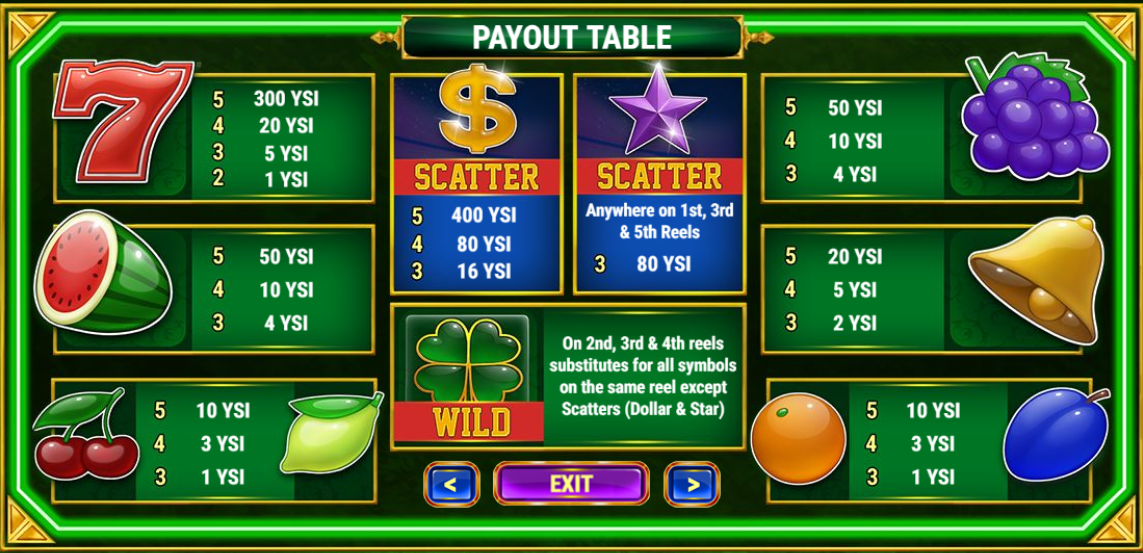 PAYOUT TABLE
5 300 YSI
4 20 YSI
3 5 YSI
2 1 YSI
SCATTER
5 400 YSI
4 80 YSI
3 16 YSI
SCATTER
Anywhere on 1st, 3rd
& 5th Reels
3 80 YSI
5 50 YSI
4 10 YSI
3 4 YSI
5 50 YSI
4 10 YSI
3 4 YSI
WILD
On 2nd, 3rd & 4th reels
substitutes for all symbols
on the same reel except
Scatters (Dollar & Star)
5 20 YSI
4 5 YSI
3 2 YSI
5 10 YSI
4 3 YSI
3 1 YSI
< EXIT >
5 10 YSI
4 3 YSI
3 1 YSI